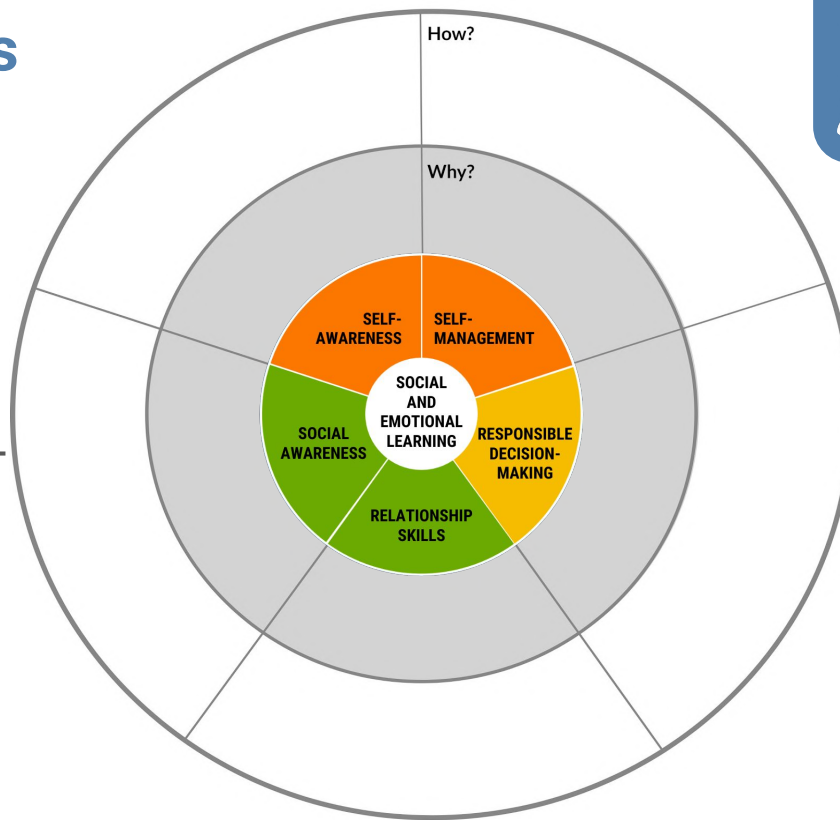 s
How?
Why?
SELF-
AWARENESS
SELF-
MANAGEMENT
SOCIAL
AND
EMOTIONAL
LEARNING
SOCIAL
AWARENESS
RESPONSIBLE
DECISION-
MAKING
RELATIONSHIP
SKILLS